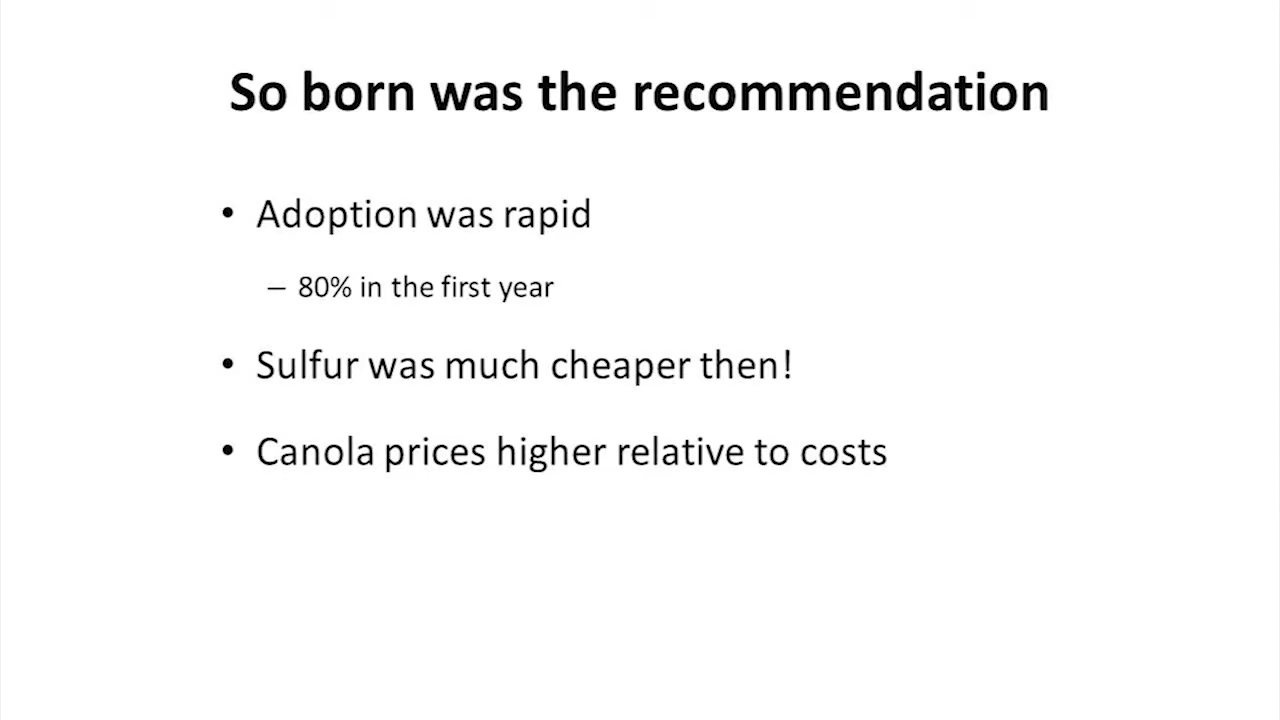 So born was the recommendation
• Adoption was rapid
– 80% in the first year
• Sulfur was much cheaper then!
• Canola prices higher relative to costs